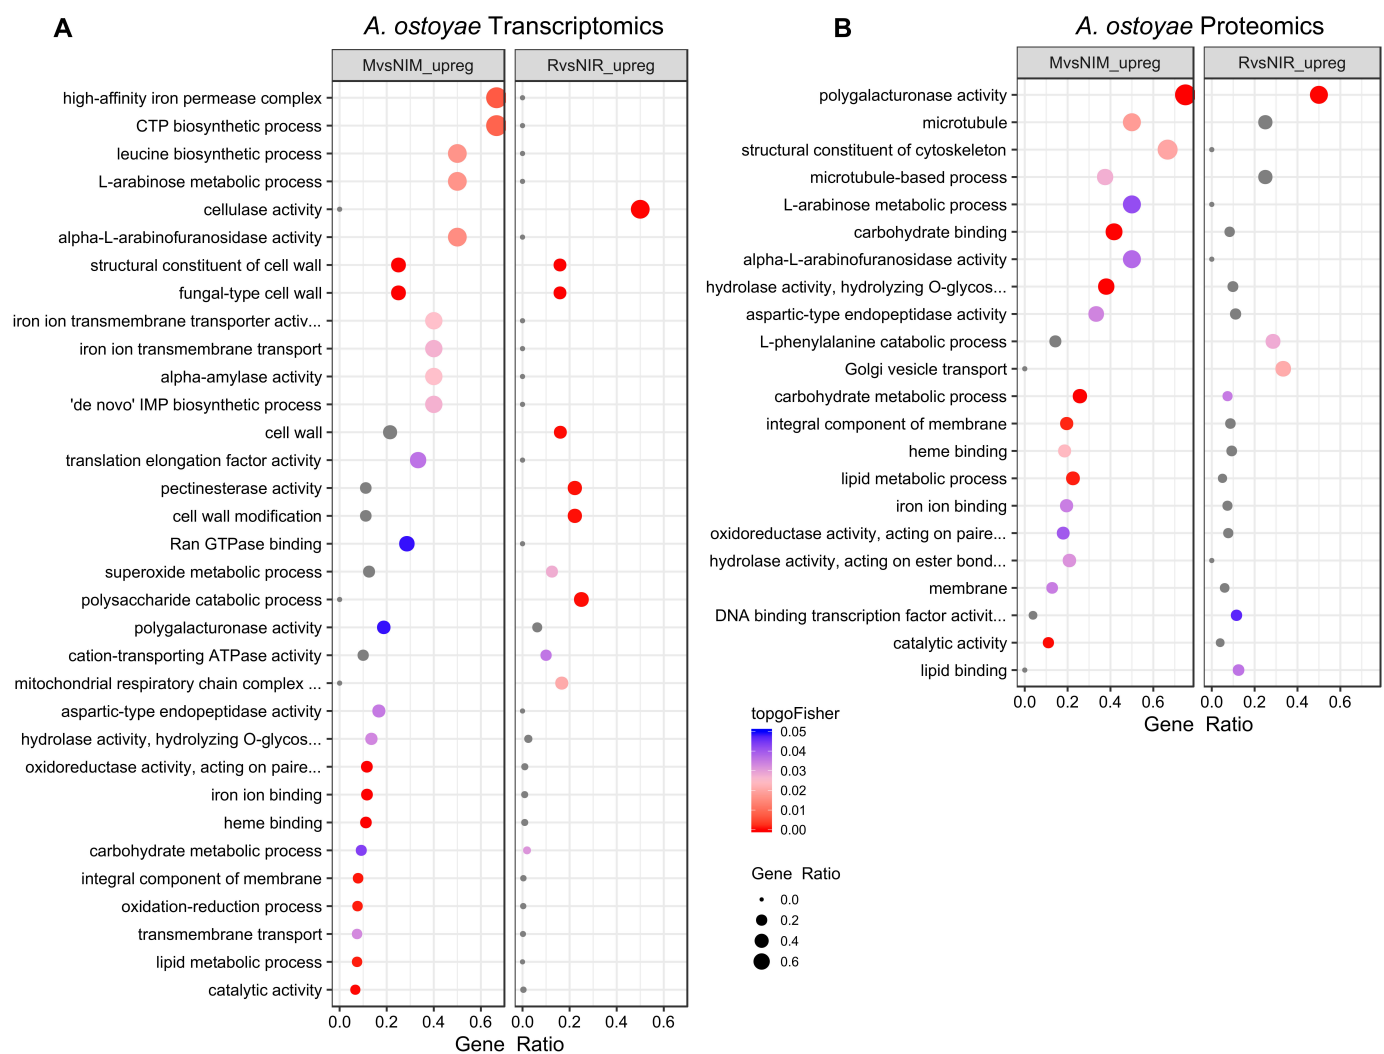 A
A. ostoyae Transcriptomics
MvsNIM_upreg
RvsNIR_upreg
high-affinity iron permease complex
CTP biosynthetic process
leucine biosynthetic process
L-arabinose metabolic process
cellulase activity
alpha-L-arabinofuranosidase activity
structural constituent of cell wall
fungal-type cell wall
iron ion transmembrane transporter activ...
iron ion transmembrane transport
alpha-amylase activity
'de novo' IMP biosynthetic process
cell wall
translation elongation factor activity
pectinesterase activity
cell wall modification
Ran GTPase binding
superoxide metabolic process
polysaccharide catabolic process
polygalacturonase activity
cation-transporting ATPase activity
mitochondrial respiratory chain complex ...
aspartic-type endopeptidase activity
hydrolase activity, hydrolyzing O-glycos...
oxidoreductase activity, acting on paire...
iron ion binding
heme binding
carbohydrate metabolic process
integral component of membrane
oxidation-reduction process
transmembrane transport
lipid metabolic process
catalytic activity
0.0 0.2 0.4 0.6
0.0 0.2 0.4 0.6
Gene Ratio
B
A. ostoyae Proteomics
MvsNIM_upreg
RvsNIR_upreg
polygalacturonase activity
microtubule
structural constituent of cytoskeleton
microtubule-based process
L-arabinose metabolic process
carbohydrate binding
alpha-L-arabinofuranosidase activity
hydrolase activity, hydrolyzing O-glycos...
aspartic-type endopeptidase activity
L-phenylalanine catabolic process
Golgi vesicle transport
carbohydrate metabolic process
integral component of membrane
heme binding
lipid metabolic process
iron ion binding
oxidoreductase activity, acting on paire...
hydrolase activity, acting on ester bond...
membrane
DNA binding transcription factor activit...
catalytic activity
lipid binding
0.0 0.2 0.4 0.6
0.0 0.2 0.4 0.6
Gene Ratio
topgoFisher
0.05
0.04
0.03
0.02
0.01
0.00
Gene Ratio
0.0
0.2
0.4
0.6